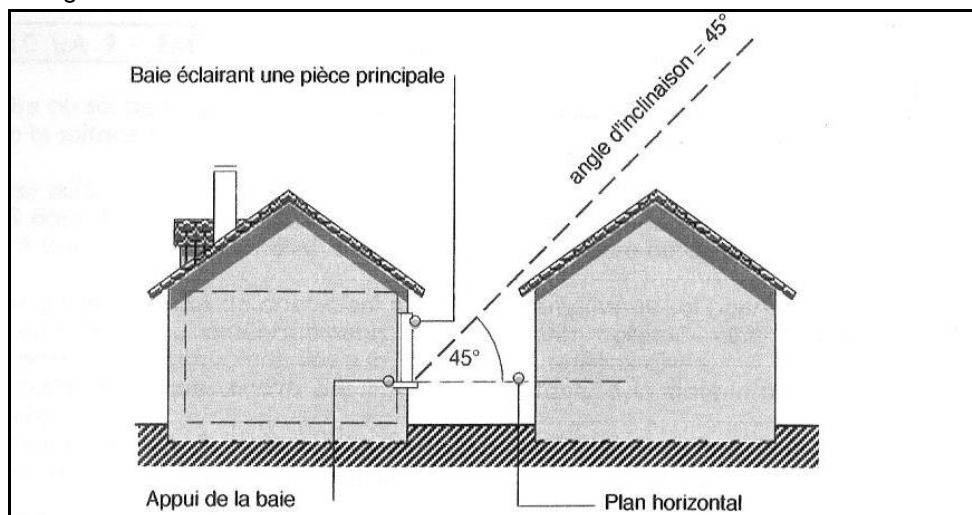 Baie éclairant une pièce principale
angle d'inclinaison = 45°
45°
Appui de la baie
Plan horizontal